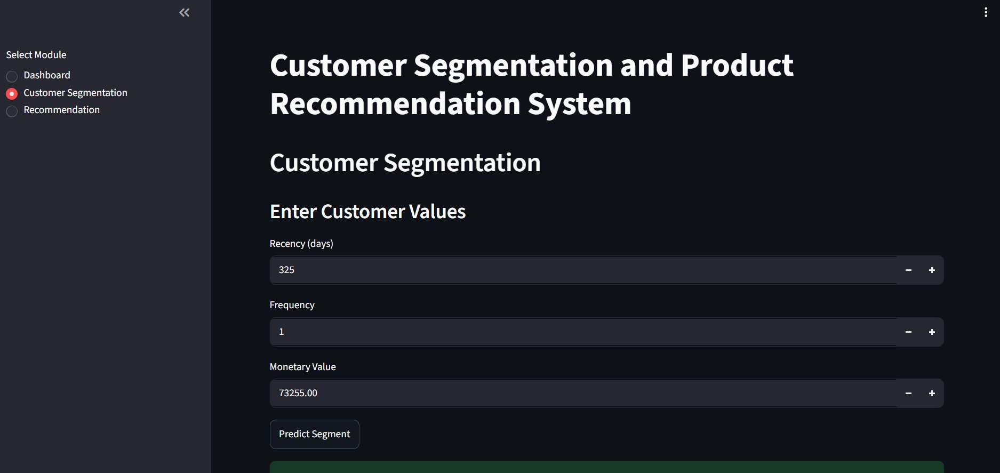 Select Module
Dashboard
Customer Segmentation
Recommendation
Customer Segmentation and Product
Recommendation System
Customer Segmentation
Enter Customer Values
Recency (days)
325
Frequency
1
Monetary Value
73255.00
Predict Segment